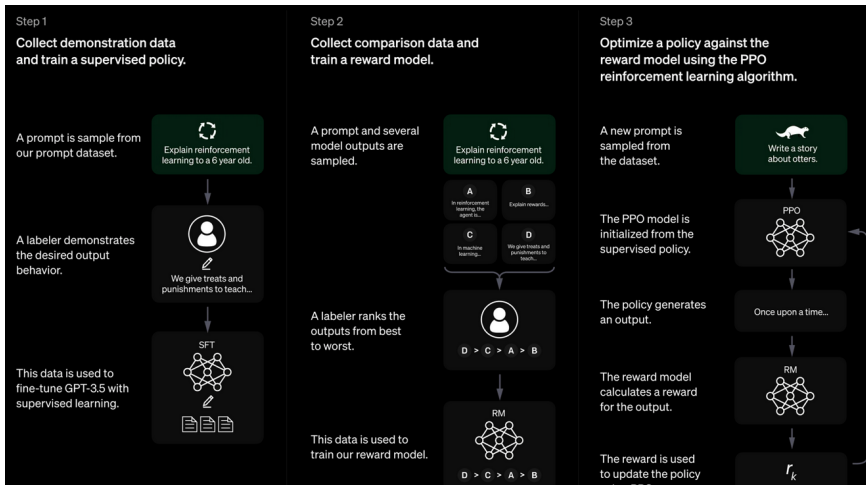 Step 1
Collect demonstration data
and train a supervised policy.
A prompt is sample from
our prompt dataset.
Explain reinforcement
learning to a 6 year old.
A labeler demonstrates
the desired output
behavior.
We give treats and
punishments to teach...
This data is used to
fine-tune GPT-3.5 with
supervised learning.
SFT
Step 2
Collect comparison data and
train a reward model.
A prompt and several
model outputs are
sampled.
Explain reinforcement
learning to a 6 year old.
A
In reinforcement
learning, the
agent is...
B
Explain rewards...
C
In machine
learning...
D
We give treats and
punishments to
teach...
A labeler ranks the
outputs from best
to worst.
D > C > A > B
This data is used to
train our reward model.
RM
D > C > A > B
Step 3
Optimize a policy against the
reward model using the PPO
reinforcement learning algorithm.
A new prompt is
sampled from
the dataset.
Write a story
about otters.
The PPO model is
initialized from the
supervised policy.
PPO
The policy generates
an output.
Once upon a time...
The reward model
calculates a reward
for the output.
RM
The reward is used
to update the policy
rk